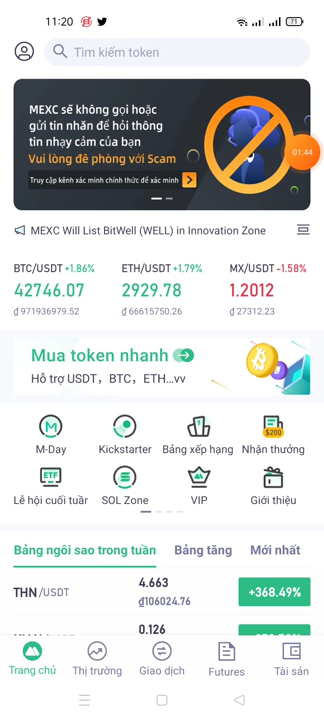 11:20
71
Tìm kiếm token
MEXC sẽ không gọi hoặc
gửi tin nhắn để hỏi thông
tin nhạy cảm của bạn
Vui lòng đề phòng với Scam
Truy cập kênh xác minh chính thức để xác minh
01:44
MEXC Will List BitWell (WELL) in Innovation Zone
BTC/USDT +1.86% ETH/USDT +1.79% MX/USDT -1.58%
42746.07 2929.78 1.2012
₫ 971936979.52 ₫ 66615750.26 ₫ 27312.23
Mua token nhanh
Hỗ trợ USDT, BTC, ETH...vv
$200
M-Day Kickstarter Bảng xếp hạng Nhận thưởng
ETF
Lễ hội cuối tuần SOL Zone VIP Giới thiệu
Bảng ngôi sao trong tuần Bảng tăng Mới nhất
THN /USDT 4.663 +368.49%
₫106024.76
0.126
Trang chủ Thị trường Giao dịch Futures Tài sản